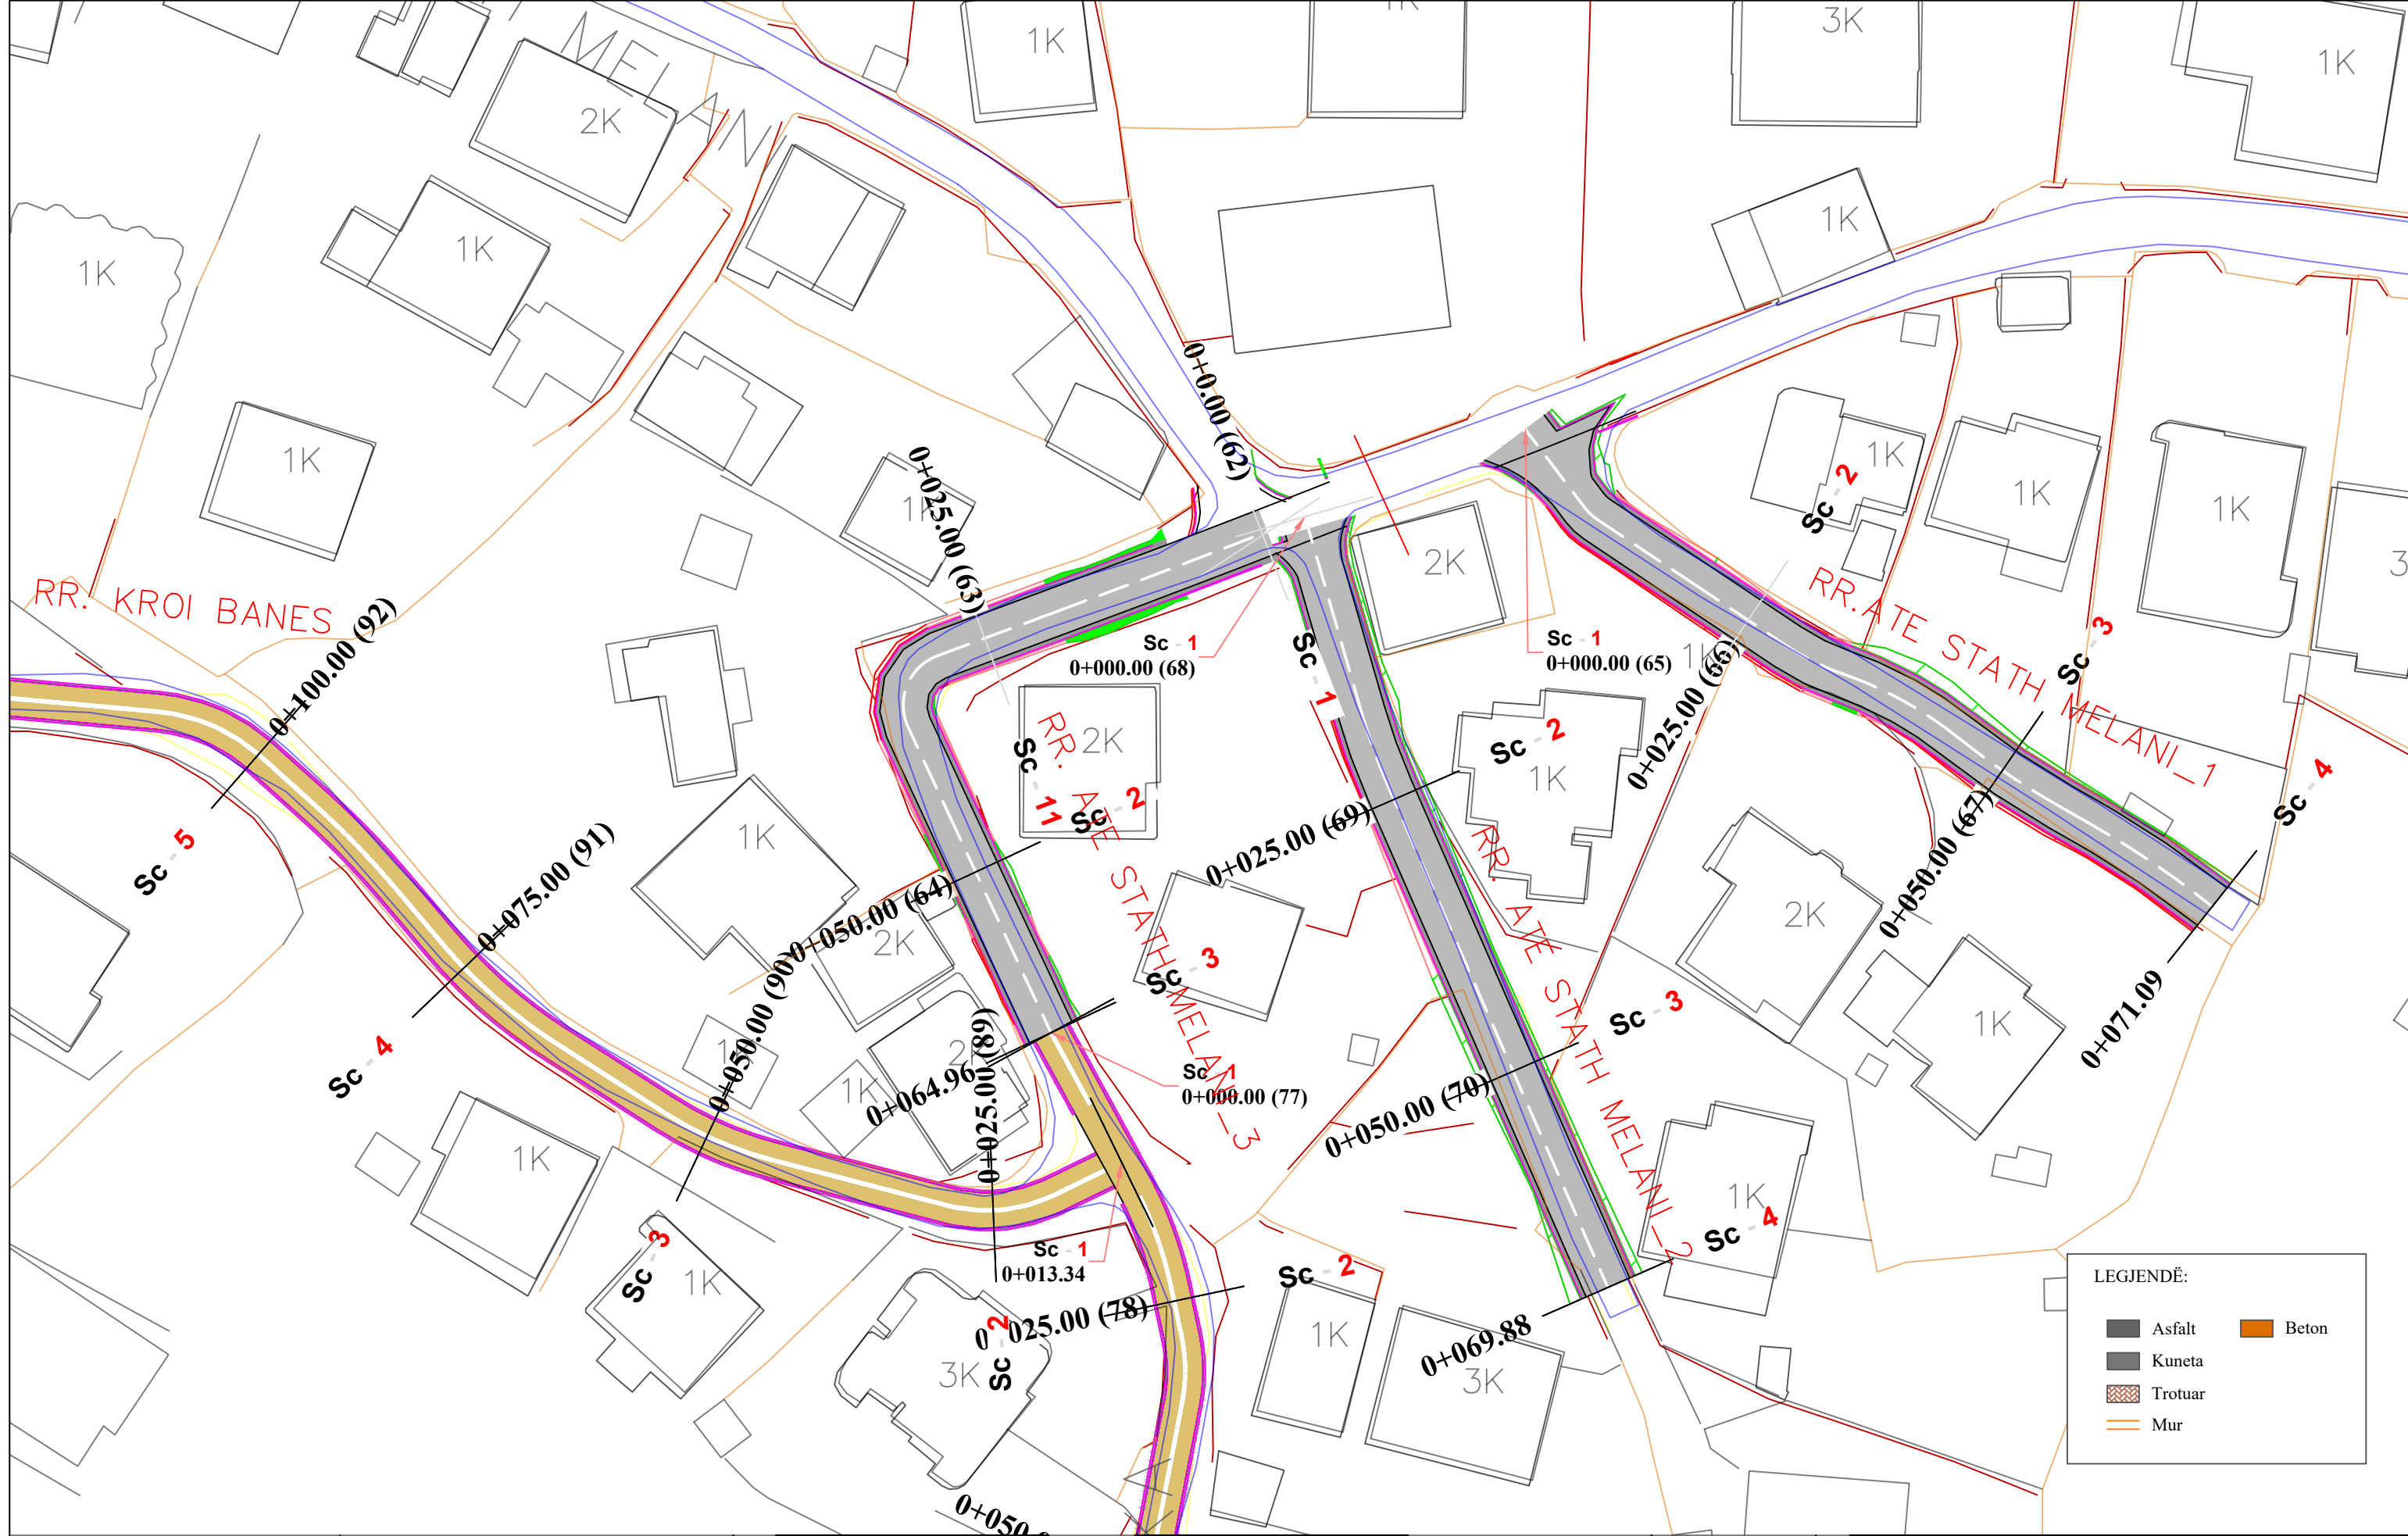 MELANI
1K
1K
3K
1K
2K
1K
1K
1K
1K
0+0.00 (62)
0+025.00 (63)
1K
1K
2K
1K
1K
1K
Sc - 2
RR. KROI BANES
0+100.00 (92)
Sc - 1
0+000.00 (68)
Sc - 1
Sc - 1
0+000.00 (65)
1K
0+025.00 (66)
RR.ATE STATH MELANI_1
Sc - 3
Sc - 4
2K
Sc - 11
Sc - 2
RR. ATE STATH MELANI_3
Sc - 2
1K
0+025.00 (69)
RR. ATE STATH MELANI_2
Sc - 5
0+075.00 (91)
1K
0+050.00 (64)
2K
0+050.00 (90)
Sc - 3
Sc - 3
2K
0+050.00 (67)
1K
0+071.09
Sc - 4
2K
1K
0+064.96
0+025.00 (89)
Sc - 1
0+000.00 (77)
0+050.00 (70)
1K
1K
Sc - 4
Sc - 3
1K
Sc - 1
0+013.34
Sc - 2
0+025.00 (78)
Sc - 2
3K
1K
3K
0+069.88
0+050.0
LEGJENDË:
Asfalt
Beton
Kuneta
Trotuar
Mur